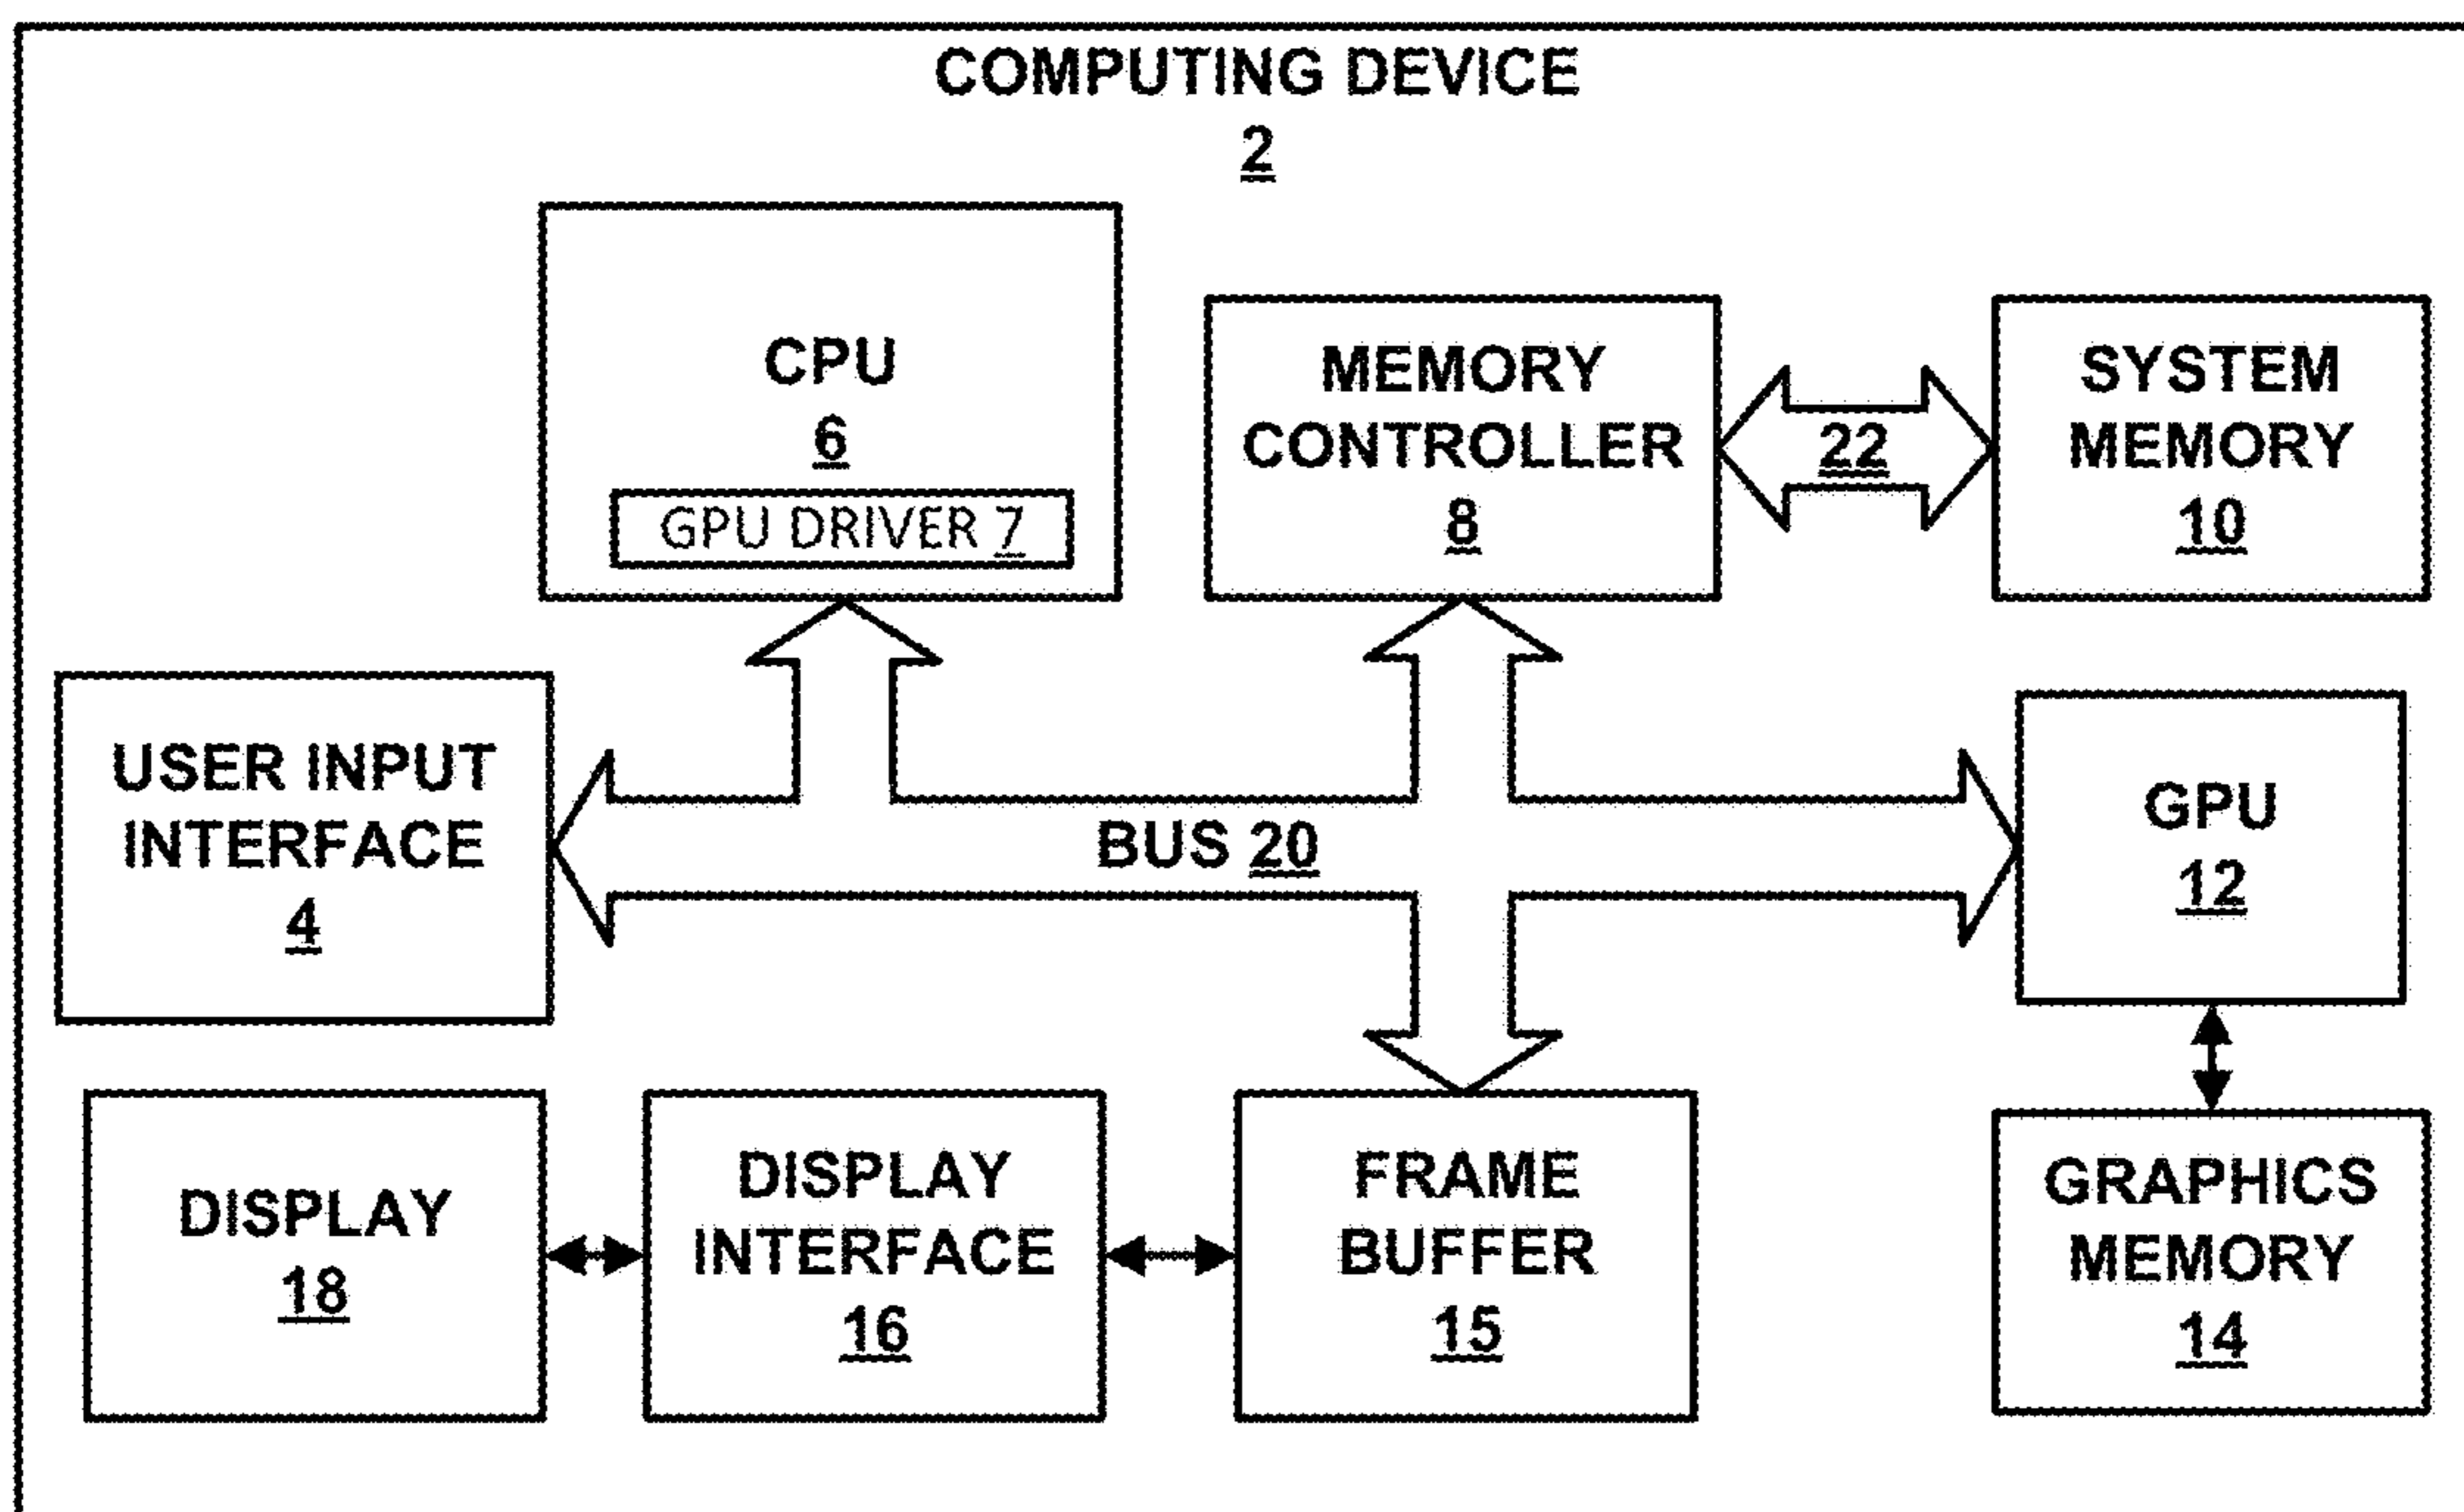 COMPUTING DEVICE
2
CPU
6
GPU DRIVER 7
MEMORY
CONTROLLER
8
22
SYSTEM
MEMORY
10
USER INPUT
INTERFACE
4
BUS 20
GPU
12
DISPLAY
18
DISPLAY
INTERFACE
16
FRAME
BUFFER
15
GRAPHICS
MEMORY
14